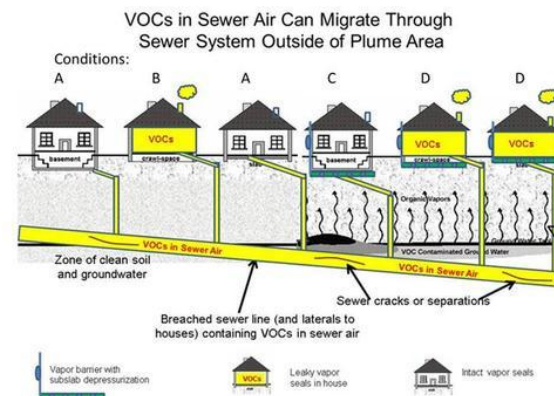 VOCs in Sewer Air Can Migrate Through
Sewer System Outside of Plume Area
Conditions:
A B A C D D
VOCs VOCs VOCs
basement crawl-space slab basement crawl-space slab
Organic Vapors
VOCs in Sewer Air
VOC Contaminated Ground Water
Zone of clean soil
and groundwater
VOCs in Sewer Air
Sewer cracks or separations
Breached sewer line (and laterals to
houses) containing VOCs in sewer air
Vapor barrier with
subslab depressurization
VOCs
Leaky vapor
seals in house
Intact vapor seals